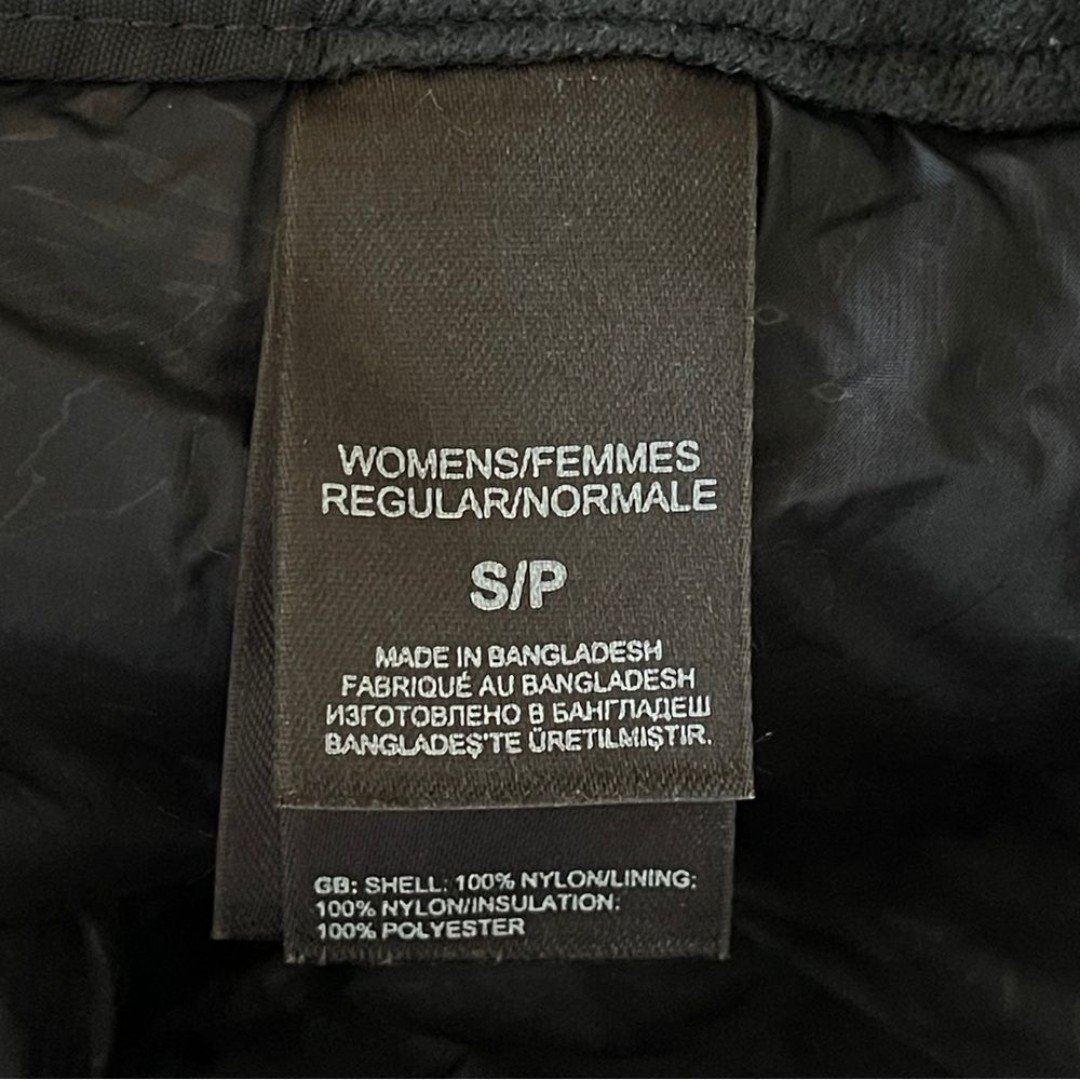 WOMENS/FEMMES
REGULAR/NORMALE
S/P
MADE IN BANGLADESH
FABRIQUÉ AU BANGLADESH
ИЗГОТОВЛЕНО В БАНГЛАДЕШ
BANGLADEŞ'TE ÜRETILMIŞTIR.
GB: SHELL: 100% NYLON/LINING:
100% NYLON/INSULATION:
100% POLYESTER